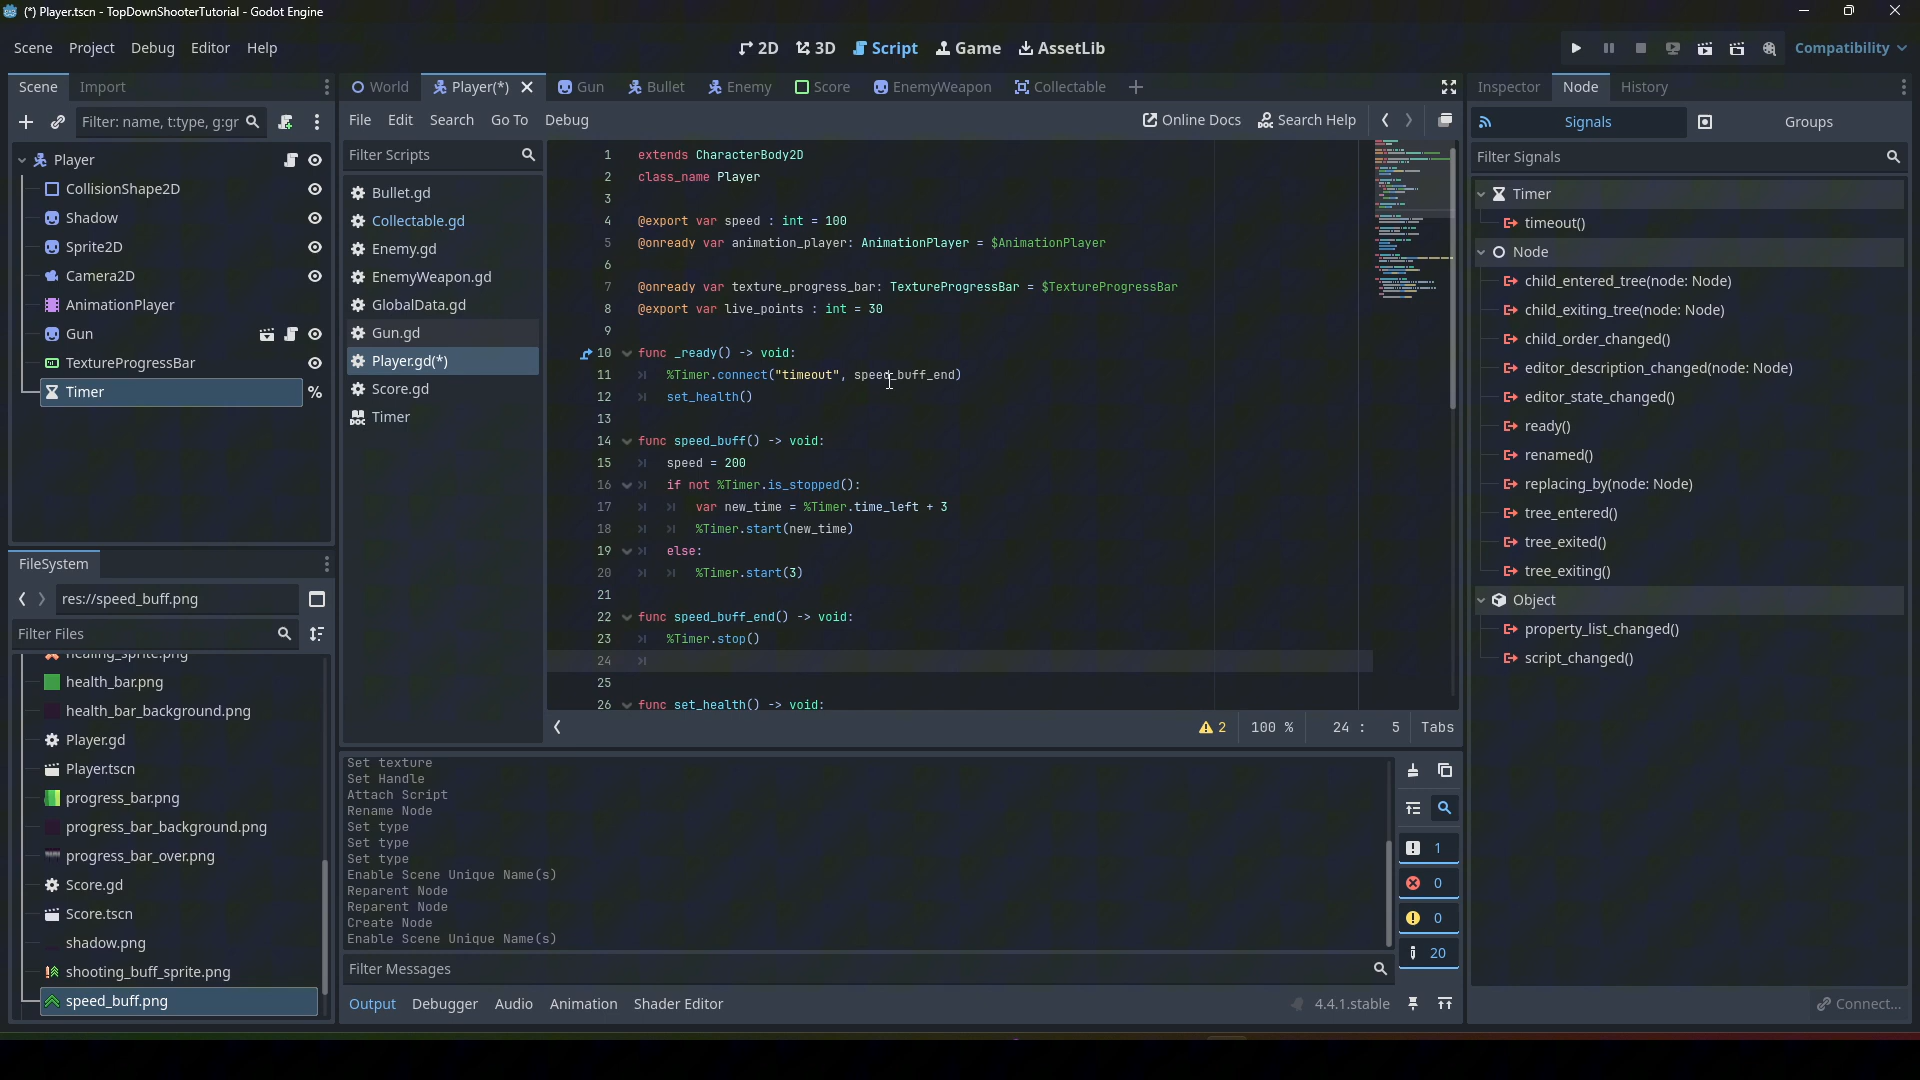 (*) Player.tscn - TopDownShooterTutorial - Godot Engine
Scene Project Debug Editor Help
2D 3D Script Game AssetLib
Compatibility
Scene Import
World Player(*) Gun Bullet Enemy Score EnemyWeapon Collectable
Inspector Node History
Filter: name, t:type, g:gr
File Edit Search Go To Debug
Online Docs Search Help
Signals Groups
Filter Scripts
Filter Signals
Player
CollisionShape2D
Shadow
Sprite2D
Camera2D
AnimationPlayer
Gun
TextureProgressBar
Timer
Bullet.gd
Collectable.gd
Enemy.gd
EnemyWeapon.gd
GlobalData.gd
Gun.gd
Player.gd(*)
Score.gd
Timer
1 extends CharacterBody2D
2 class_name Player
3
4 @export var speed : int = 100
5 @onready var animation_player: AnimationPlayer = $AnimationPlayer
6
7 @onready var texture_progress_bar: TextureProgressBar = $TextureProgressBar
8 @export var live_points : int = 30
9
10 func _ready() -> void:
11 %Timer.connect("timeout", speed_buff_end)
12 set_health()
13
14 func speed_buff() -> void:
15 speed = 200
16 if not %Timer.is_stopped():
17 var new_time = %Timer.time_left + 3
18 %Timer.start(new_time)
19 else:
20 %Timer.start(3)
21
22 func speed_buff_end() -> void:
23 %Timer.stop()
24
25
26 func set_health() -> void:
2 100 % 24 : 5 Tabs
Timer
timeout()
Node
child_entered_tree(node: Node)
child_exiting_tree(node: Node)
child_order_changed()
editor_description_changed(node: Node)
editor_state_changed()
ready()
renamed()
replacing_by(node: Node)
tree_entered()
tree_exited()
tree_exiting()
Object
property_list_changed()
script_changed()
Connect...
FileSystem
res://speed_buff.png
Filter Files
healing_sprite.png
health_bar.png
health_bar_background.png
Player.gd
Player.tscn
progress_bar.png
progress_bar_background.png
progress_bar_over.png
Score.gd
Score.tscn
shadow.png
shooting_buff_sprite.png
speed_buff.png
Set texture
Set Handle
Attach Script
Rename Node
Set type
Set type
Set type
Enable Scene Unique Name(s)
Reparent Node
Reparent Node
Create Node
Enable Scene Unique Name(s)
1
0
0
20
Filter Messages
Output Debugger Audio Animation Shader Editor
4.4.1.stable